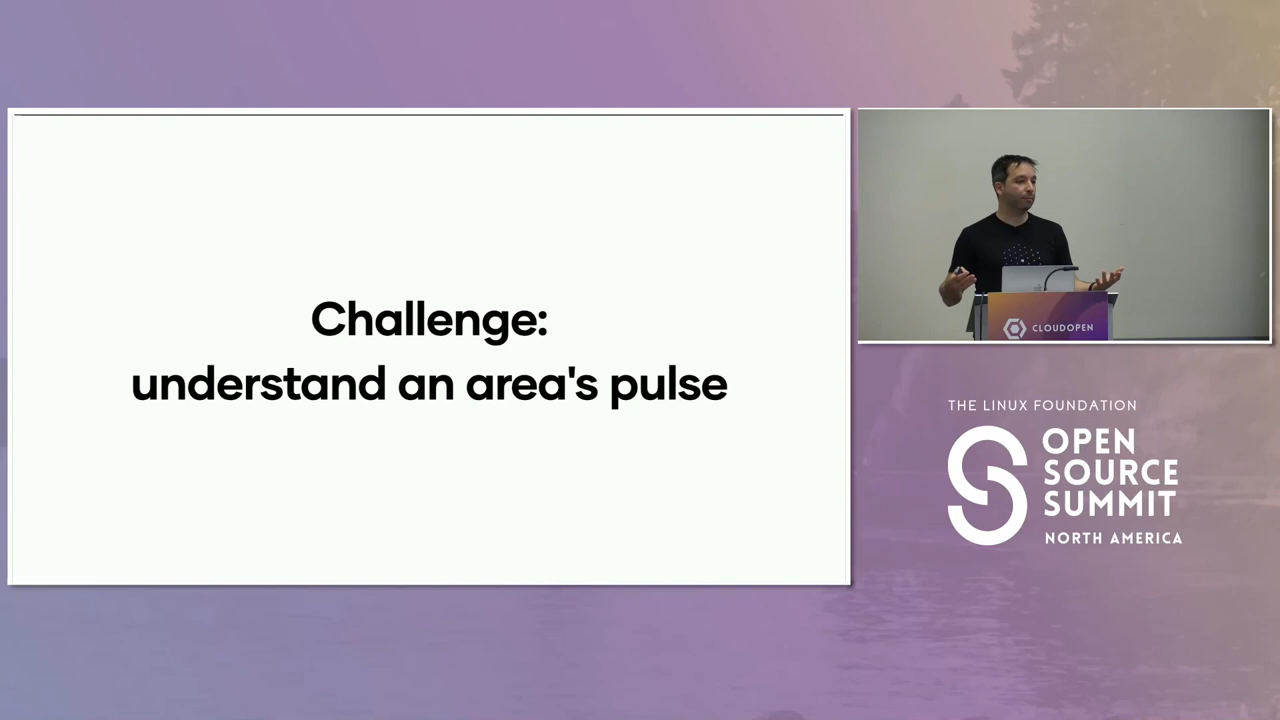 Challenge:
understand an area's pulse
CLOUDOPEN
THE LINUX FOUNDATION
OPEN
SOURCE
SUMMIT
NORTH AMERICA